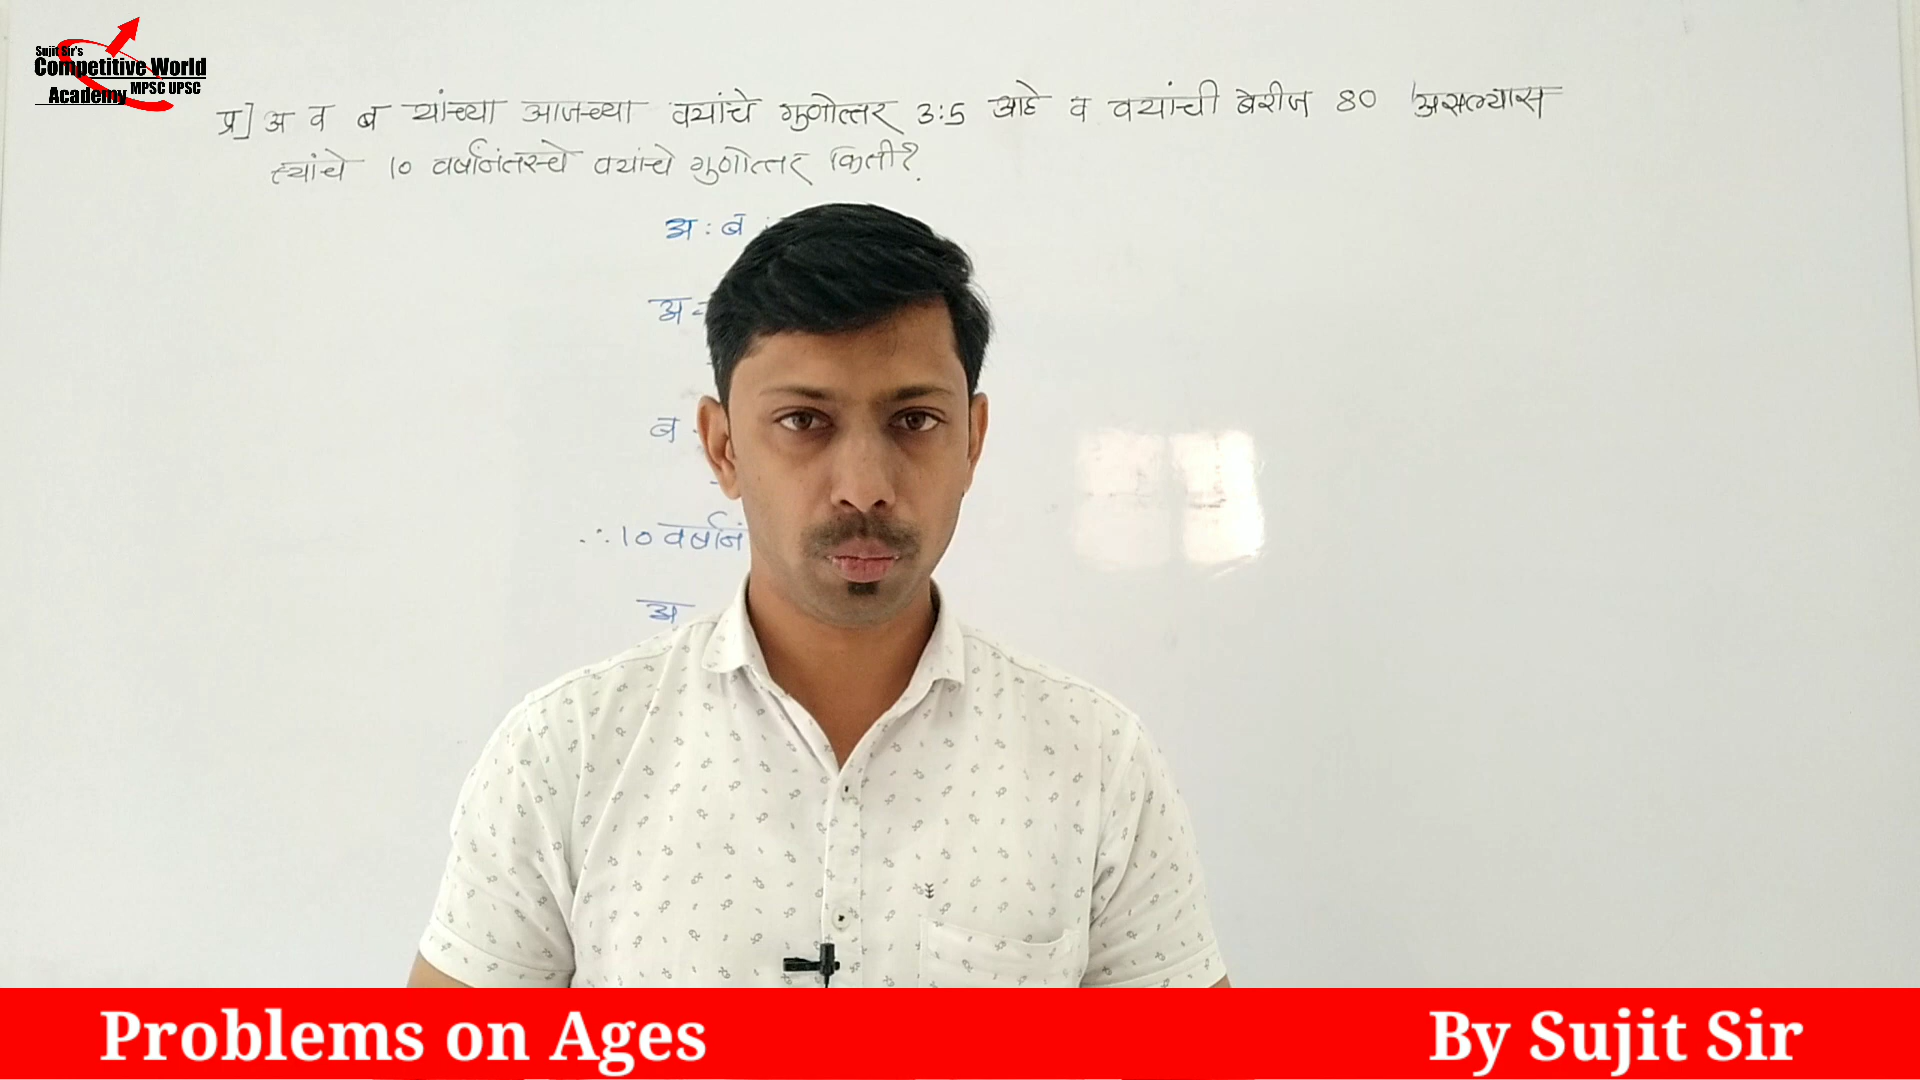 Sujit Sir's
Competitive World
Academy MPSC UPSC
प्र] अ व ब यांच्या आजच्या वयांचे गुणोत्तर 3:5 आहे व वयांची बेरीज 80 असल्यास
त्यांचे 10 वर्षानंतरचे वयांचे गुणोत्तर किती?
अ : ब :
अ =
ब
∴ 10 वर्षानं
अ
Problems on Ages
By Sujit Sir